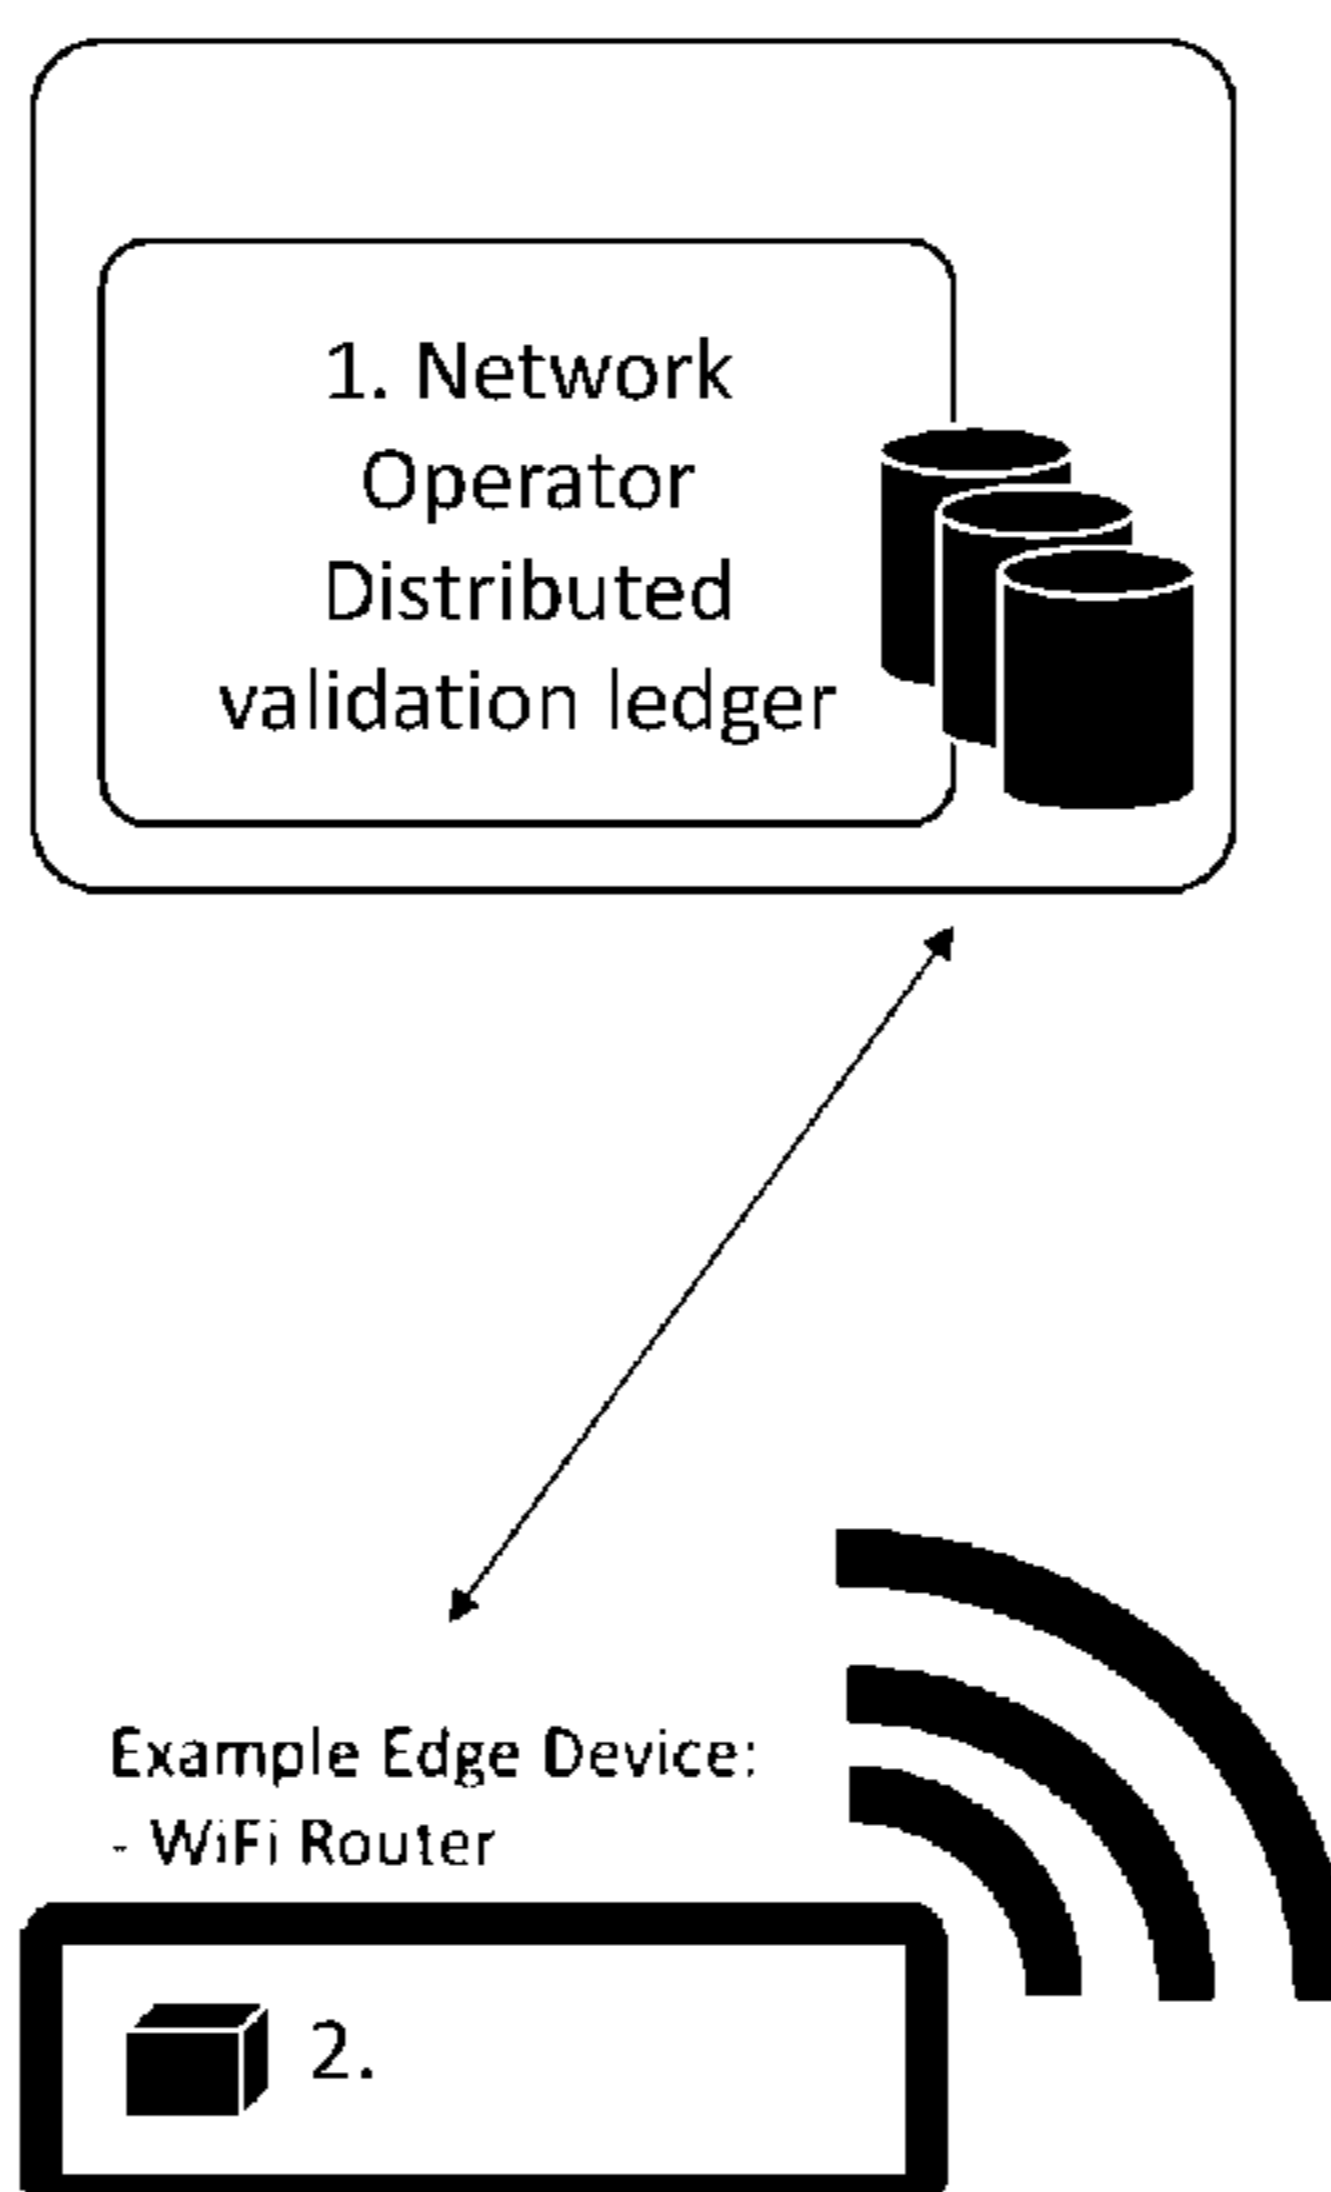 1. Network
Operator
Distributed
validation ledger
Example Edge Device:
- WiFi Router
2.